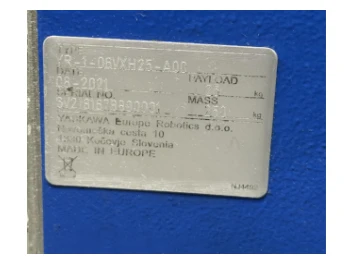 TYPE
YR-1-06VXH25-A00
DATE PAYLOAD
08-2021 kg
SERIAL NO. MASS
kg
YASKAWA Europe Robotics d.o.o.
cesta 10
1330 Kočevje Slovenia
MADE IN EUROPE